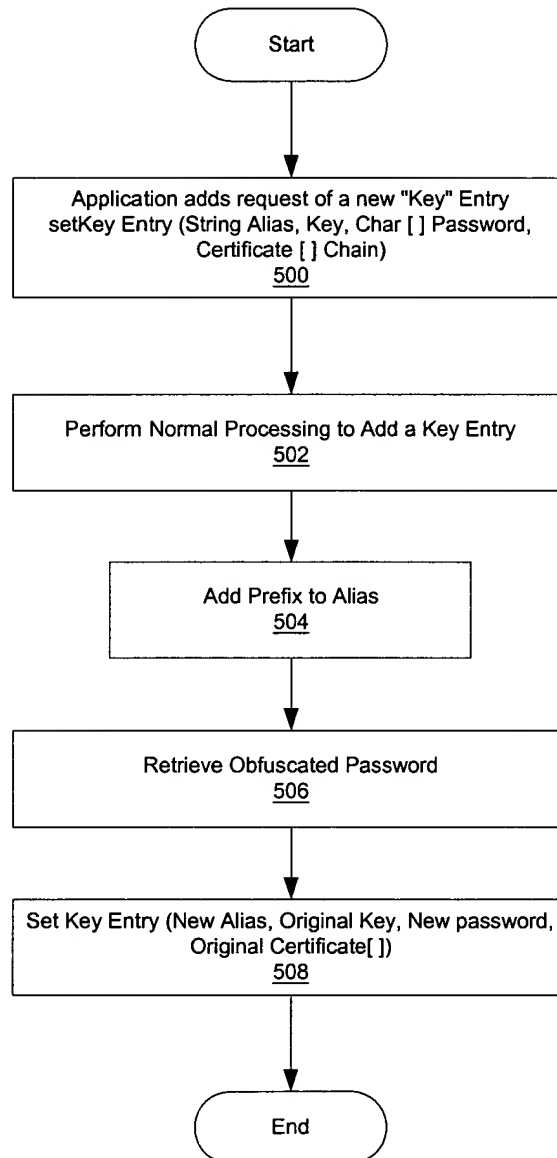 Start
Application adds request of a new "Key" Entry
setKey Entry (String Alias, Key, Char [ ] Password,
Certificate [ ] Chain)
500
Perform Normal Processing to Add a Key Entry
502
Add Prefix to Alias
504
Retrieve Obfuscated Password
506
Set Key Entry (New Alias, Original Key, New password,
Original Certificate[ ])
508
End